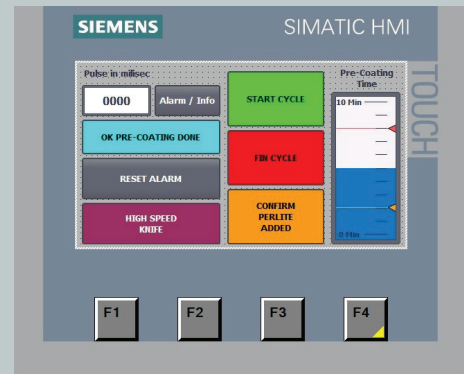 SIEMENS
SIMATIC HMI
TOUCH
Pulse in milisec
0000
Alarm / Info
START CYCLE
Pre-Coating
Time
10 Min
OK PRE-COATING DONE
FIN CYCLE
RESET ALARM
HIGH SPEED
KNIFE
CONFIRM
PERLITE
ADDED
0 Min
F1
F2
F3
F4